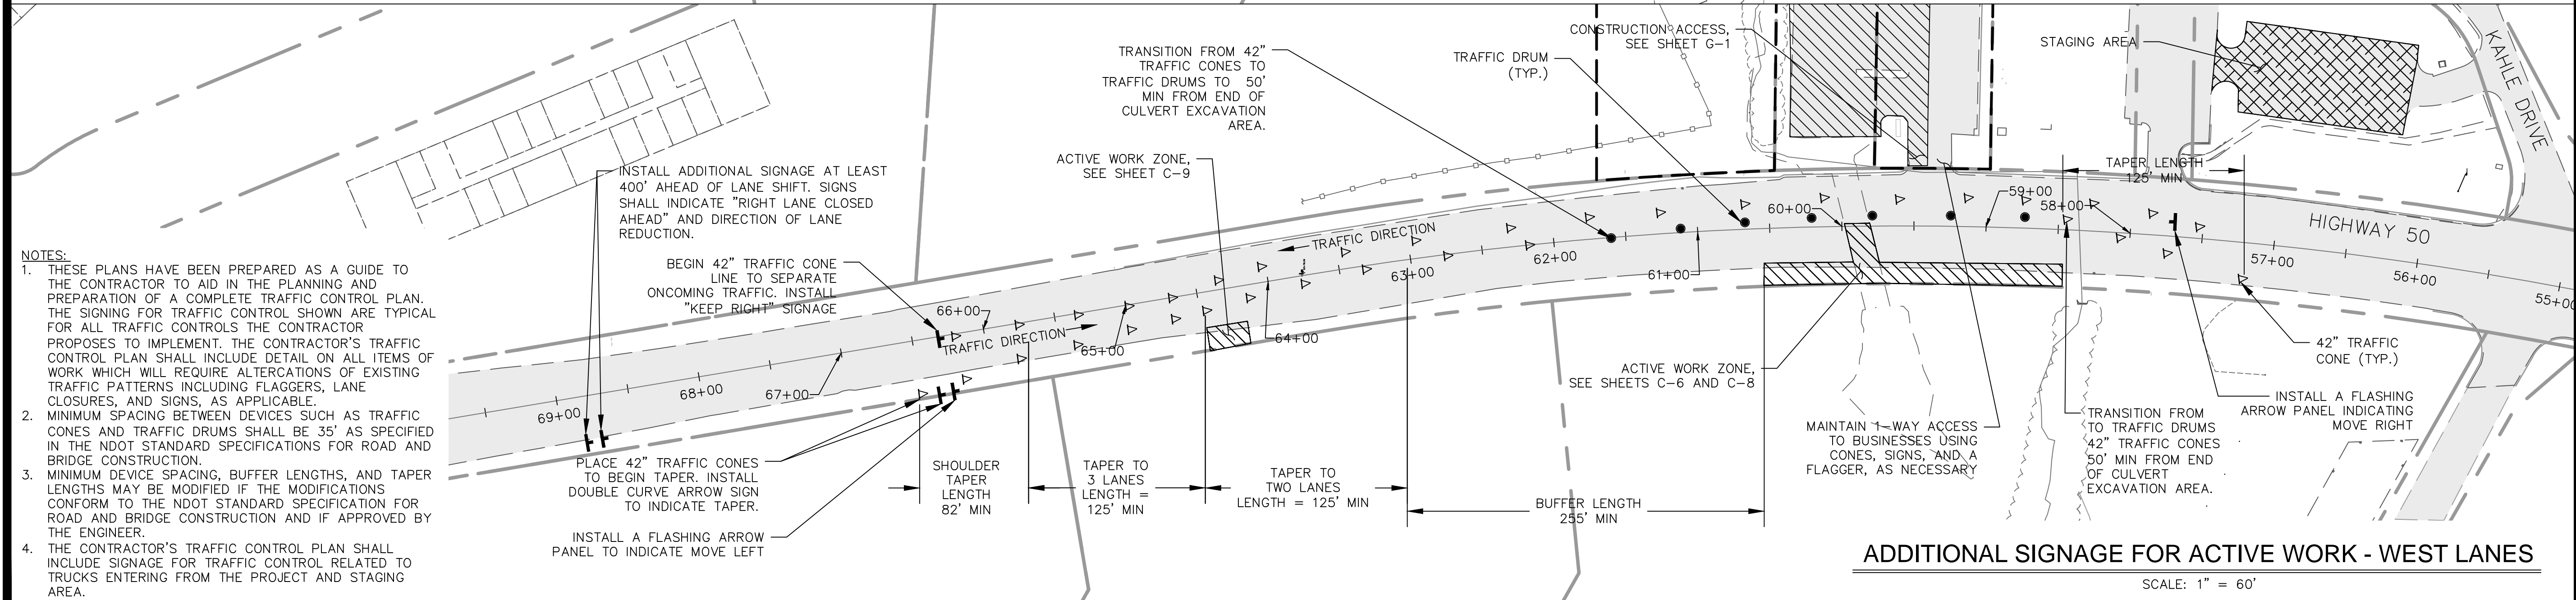 NOTES:
1. THESE PLANS HAVE BEEN PREPARED AS A GUIDE TO
THE CONTRACTOR TO AID IN THE PLANNING AND
PREPARATION OF A COMPLETE TRAFFIC CONTROL PLAN.
THE SIGNING FOR TRAFFIC CONTROL SHOWN ARE TYPICAL
FOR ALL TRAFFIC CONTROLS THE CONTRACTOR
PROPOSES TO IMPLEMENT. THE CONTRACTOR'S TRAFFIC
CONTROL PLAN SHALL INCLUDE DETAIL ON ALL ITEMS OF
WORK WHICH WILL REQUIRE ALTERCATIONS OF EXISTING
TRAFFIC PATTERNS INCLUDING FLAGGERS, LANE
CLOSURES, AND SIGNS, AS APPLICABLE.
2. MINIMUM SPACING BETWEEN DEVICES SUCH AS TRAFFIC
CONES AND TRAFFIC DRUMS SHALL BE 35' AS SPECIFIED
IN THE NDOT STANDARD SPECIFICATIONS FOR ROAD AND
BRIDGE CONSTRUCTION.
3. MINIMUM DEVICE SPACING, BUFFER LENGTHS, AND TAPER
LENGTHS MAY BE MODIFIED IF THE MODIFICATIONS
CONFORM TO THE NDOT STANDARD SPECIFICATION FOR
ROAD AND BRIDGE CONSTRUCTION AND IF APPROVED BY
THE ENGINEER.
4. THE CONTRACTOR'S TRAFFIC CONTROL PLAN SHALL
INCLUDE SIGNAGE FOR TRAFFIC CONTROL RELATED TO
TRUCKS ENTERING FROM THE PROJECT AND STAGING
AREA.
INSTALL ADDITIONAL SIGNAGE AT LEAST
400' AHEAD OF LANE SHIFT. SIGNS
SHALL INDICATE "RIGHT LANE CLOSED
AHEAD" AND DIRECTION OF LANE
REDUCTION.
BEGIN 42" TRAFFIC CONE
LINE TO SEPARATE
ONCOMING TRAFFIC. INSTALL
"KEEP RIGHT" SIGNAGE
69+00
68+00
67+00
66+00
TRAFFIC DIRECTION
65+00
64+00
PLACE 42" TRAFFIC CONES
TO BEGIN TAPER. INSTALL
DOUBLE CURVE ARROW SIGN
TO INDICATE TAPER.
INSTALL A FLASHING ARROW
PANEL TO INDICATE MOVE LEFT
SHOULDER
TAPER
LENGTH
82' MIN
TAPER TO
3 LANES
LENGTH =
125' MIN
TAPER TO
TWO LANES
LENGTH = 125' MIN
BUFFER LENGTH
255' MIN
ACTIVE WORK ZONE,
SEE SHEET C-9
TRANSITION FROM 42"
TRAFFIC CONES TO
TRAFFIC DRUMS TO 50'
MIN FROM END OF
CULVERT EXCAVATION
AREA.
TRAFFIC DIRECTION
63+00
62+00
61+00
60+00
59+00
58+00
57+00
56+00
55+00
TRAFFIC DRUM
(TYP.)
CONSTRUCTION ACCESS,
SEE SHEET G-1
STAGING AREA
KAHLE DRIVE
TAPER LENGTH
125' MIN
HIGHWAY 50
ACTIVE WORK ZONE,
SEE SHEETS C-6 AND C-8
MAINTAIN 1-WAY ACCESS
TO BUSINESSES USING
CONES, SIGNS, AND A
FLAGGER, AS NECESSARY
TRANSITION FROM
TO TRAFFIC DRUMS
42" TRAFFIC CONES
50' MIN FROM END
OF CULVERT
EXCAVATION AREA.
42" TRAFFIC
CONE (TYP.)
INSTALL A FLASHING
ARROW PANEL INDICATING
MOVE RIGHT
ADDITIONAL SIGNAGE FOR ACTIVE WORK - WEST LANES
SCALE: 1" = 60'